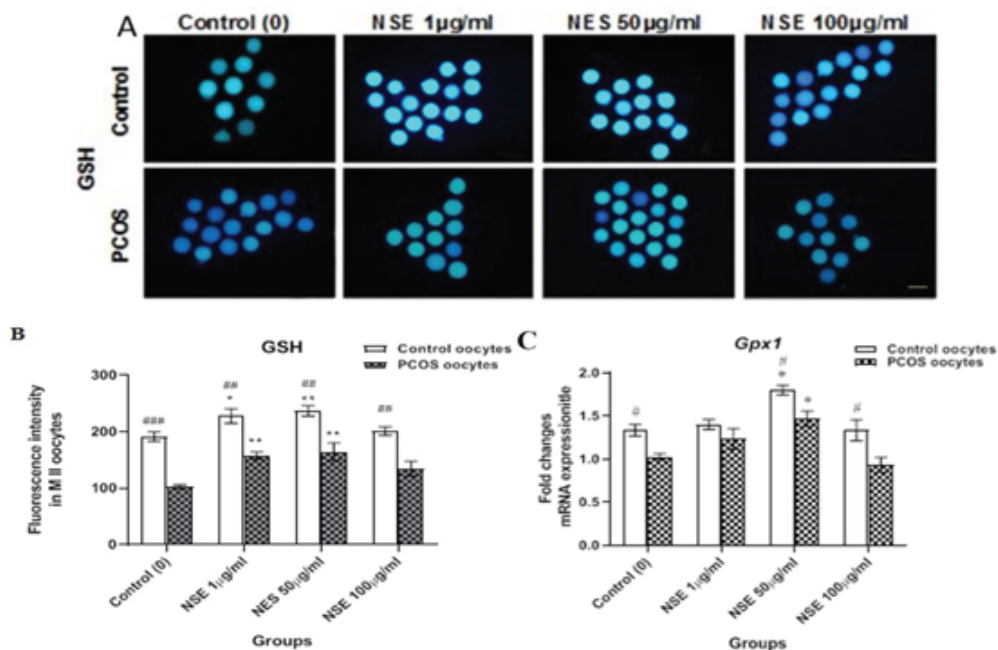 A
Control (0) NSE 1µg/ml NES 50µg/ml NSE 100µg/ml
GSH
Control
PCOS
B
GSH
Control oocytes
PCOS oocytes
Fluorescence intensity
in M II oocytes
300
200
100
0
###
##
*
**
##
**
**
##
Control (0)
NSE 1µg/ml
NES 50µg/ml
NSE 100µg/ml
Groups
C
Gpx1
Control oocytes
PCOS oocytes
Fold changes
mRNA expressionitle
2.0
1.5
1.0
0.5
0.0
#
#
*
*
#
Control (0)
NSE 1µg/ml
NSE 50µg/ml
NSE 100µg/ml
Groups